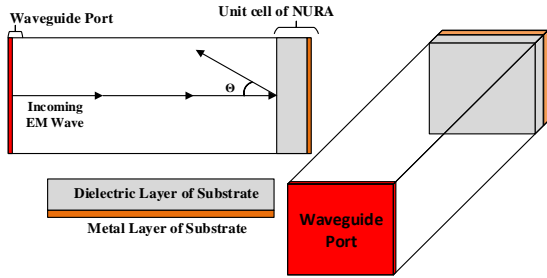 Waveguide Port
Unit cell of NURA
Θ
Incoming
EM Wave
Dielectric Layer of Substrate
Metal Layer of Substrate
Waveguide
Port